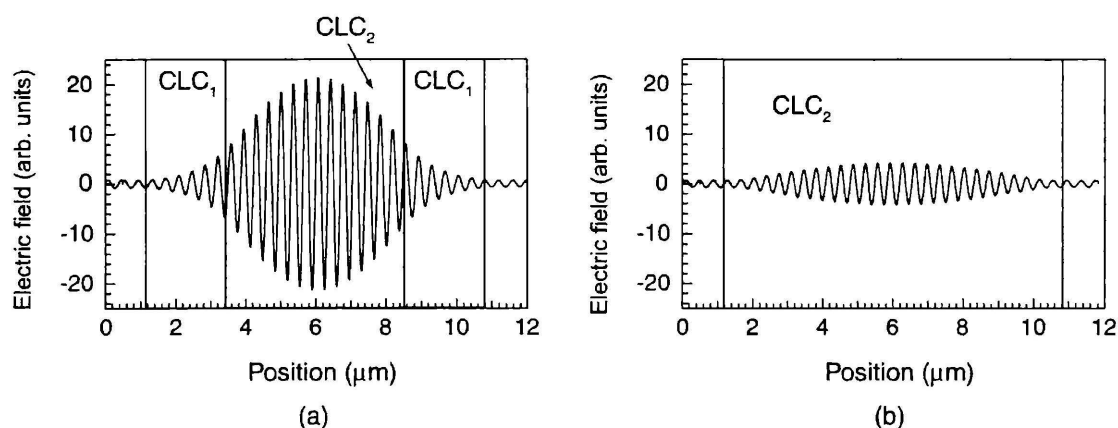 CLC₂
CLC₁
CLC₁
Electric field (arb. units)
20
10
0
-10
-20
0 2 4 6 8 10 12
Position (μm)
(a)
CLC₂
Electric field (arb. units)
20
10
0
-10
-20
0 2 4 6 8 10 12
Position (μm)
(b)